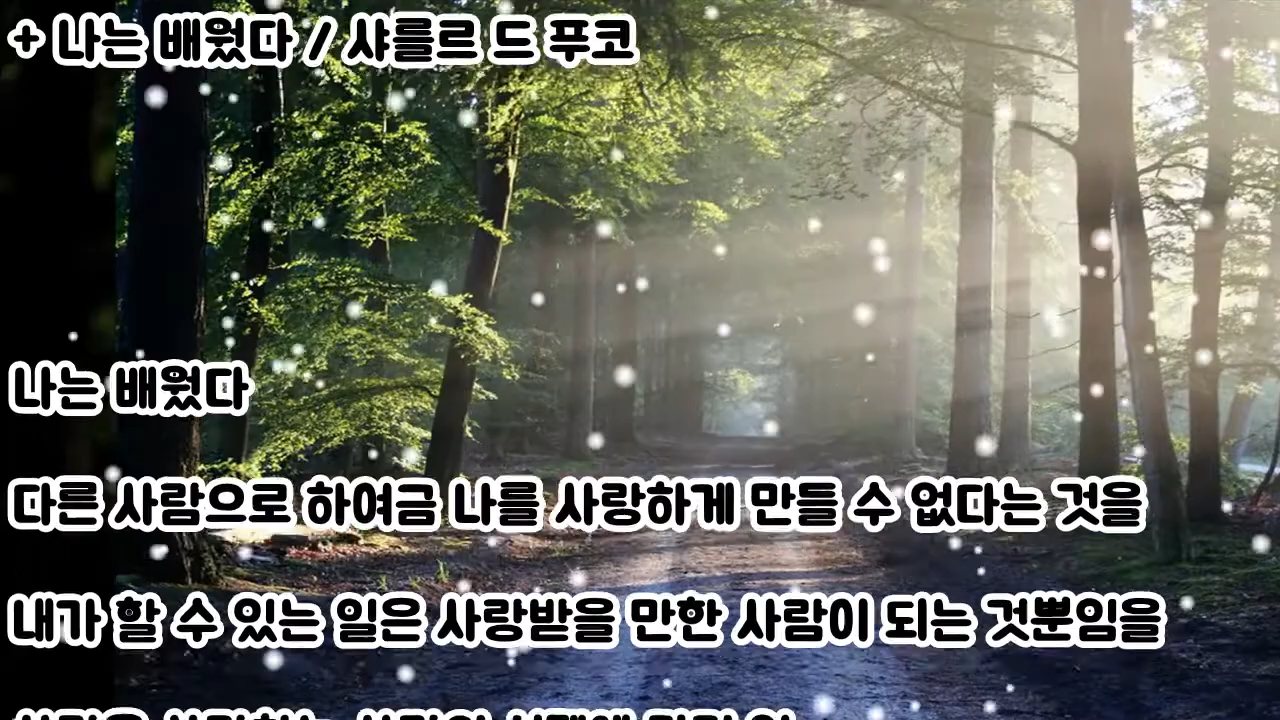 + 나는 배웠다 / 샤를르 드 푸코
나는 배웠다
다른 사람으로 하여금 나를 사랑하게 만들 수 없다는 것을
내가 할 수 있는 일은 사랑받을 만한 사람이 되는 것뿐임을